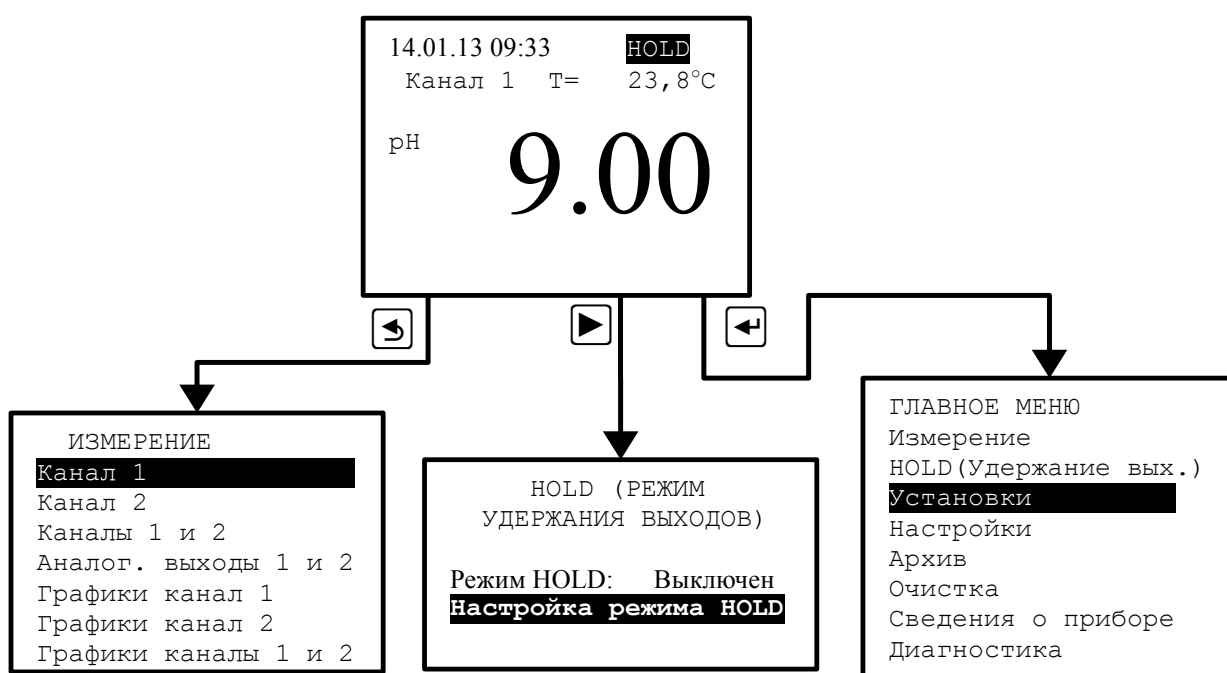 14.01.13 09:33 HOLD
Канал 1 T= 23,8°C
pH 9.00
ИЗМЕРЕНИЕ
Канал 1
Канал 2
Каналы 1 и 2
Аналог. выходы 1 и 2
Графики канал 1
Графики канал 2
Графики каналы 1 и 2
HOLD (РЕЖИМ
УДЕРЖАНИЯ ВЫХОДОВ)
Режим HOLD: Выключен
Настройка режима HOLD
ГЛАВНОЕ МЕНЮ
Измерение
HOLD(Удержание вых.)
Установки
Настройки
Архив
Очистка
Сведения о приборе
Диагностика